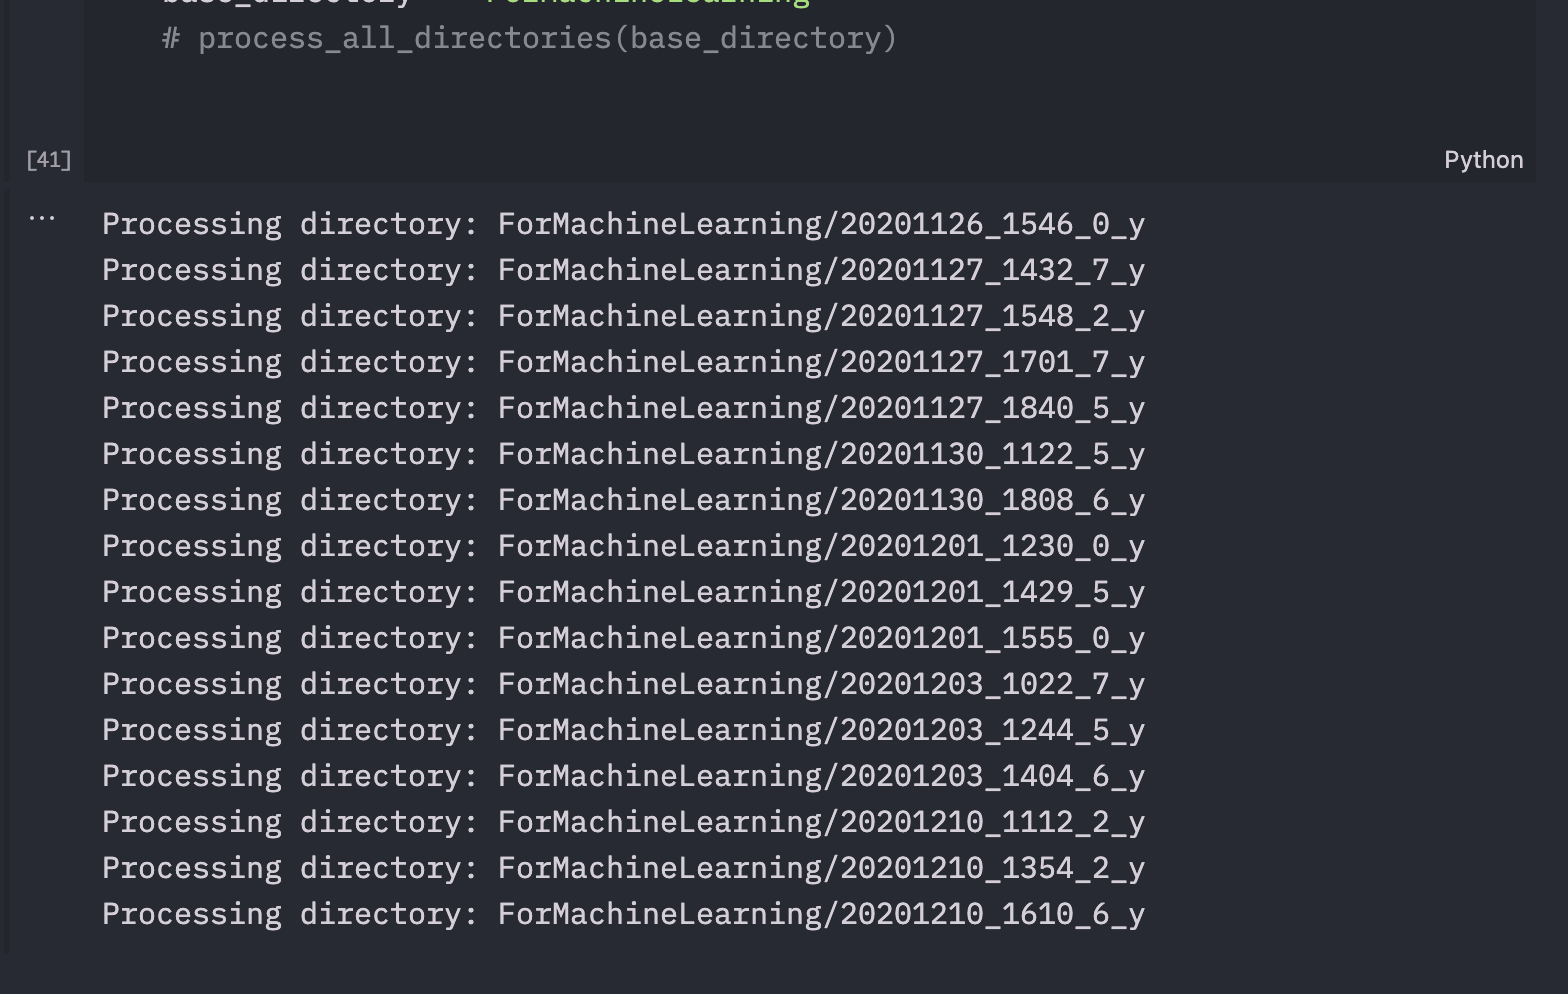 base_directory ForMachineLearning
# process_all_directories(base_directory)
[41]
Python
...
Processing directory: ForMachineLearning/20201126_1546_0_y
Processing directory: ForMachineLearning/20201127_1432_7_y
Processing directory: ForMachineLearning/20201127_1548_2_y
Processing directory: ForMachineLearning/20201127_1701_7_y
Processing directory: ForMachineLearning/20201127_1840_5_y
Processing directory: ForMachineLearning/20201130_1122_5_y
Processing directory: ForMachineLearning/20201130_1808_6_y
Processing directory: ForMachineLearning/20201201_1230_0_y
Processing directory: ForMachineLearning/20201201_1429_5_y
Processing directory: ForMachineLearning/20201201_1555_0_y
Processing directory: ForMachineLearning/20201203_1022_7_y
Processing directory: ForMachineLearning/20201203_1244_5_y
Processing directory: ForMachineLearning/20201203_1404_6_y
Processing directory: ForMachineLearning/20201210_1112_2_y
Processing directory: ForMachineLearning/20201210_1354_2_y
Processing directory: ForMachineLearning/20201210_1610_6_y